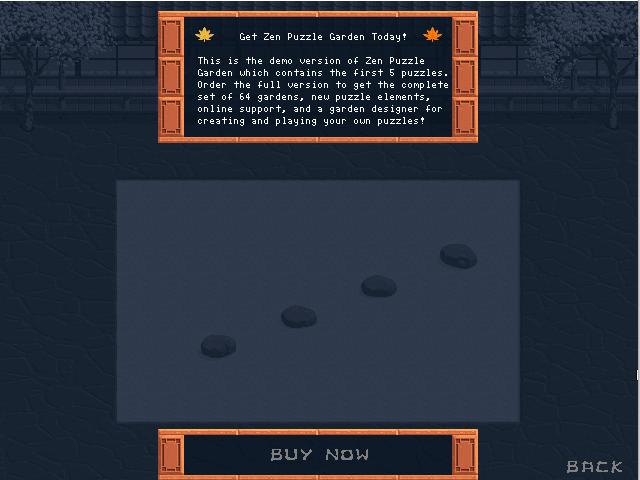 Get Zen Puzzle Garden Today!
This is the demo version of Zen Puzzle
Garden which contains the first 5 puzzles.
Order the full version to get the complete
set of 64 gardens, new puzzle elements,
online support, and a garden designer for
creating and playing your own puzzles!
BUY NOW
BACK